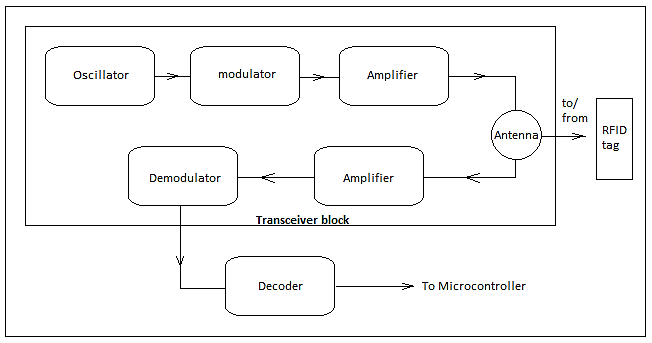 Oscillator
modulator
Amplifier
to/
from
Antenna
RFID
tag
Demodulator
Amplifier
Transceiver block
Decoder
To Microcontroller